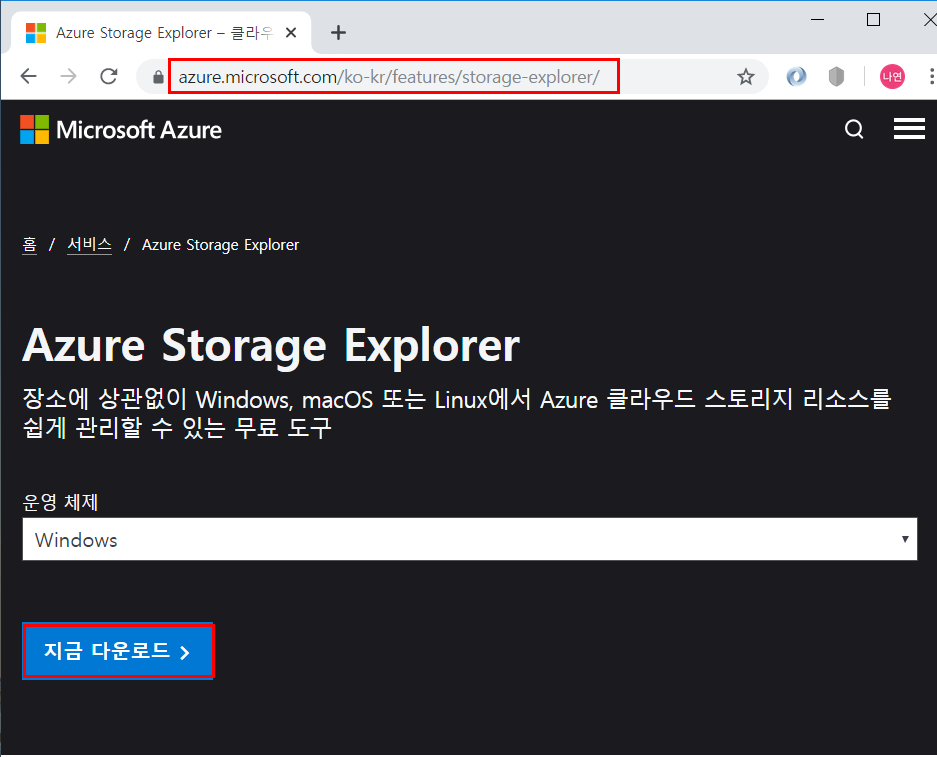 Azure Storage Explorer – 클라우
azure.microsoft.com/ko-kr/features/storage-explorer/
나연
Microsoft Azure
홈 / 서비스 / Azure Storage Explorer
Azure Storage Explorer
장소에 상관없이 Windows, macOS 또는 Linux에서 Azure 클라우드 스토리지 리소스를
쉽게 관리할 수 있는 무료 도구
운영 체제
Windows
지금 다운로드